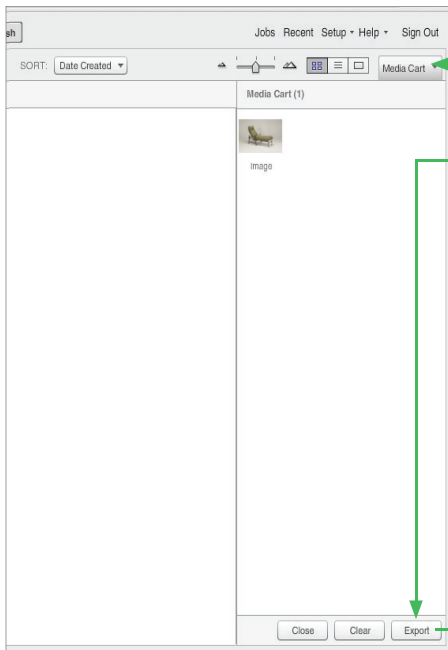 sh
Jobs Recent Setup Help Sign Out
SORT: Date Created Media Cart
Media Cart (1)
Image
Close Clear Export